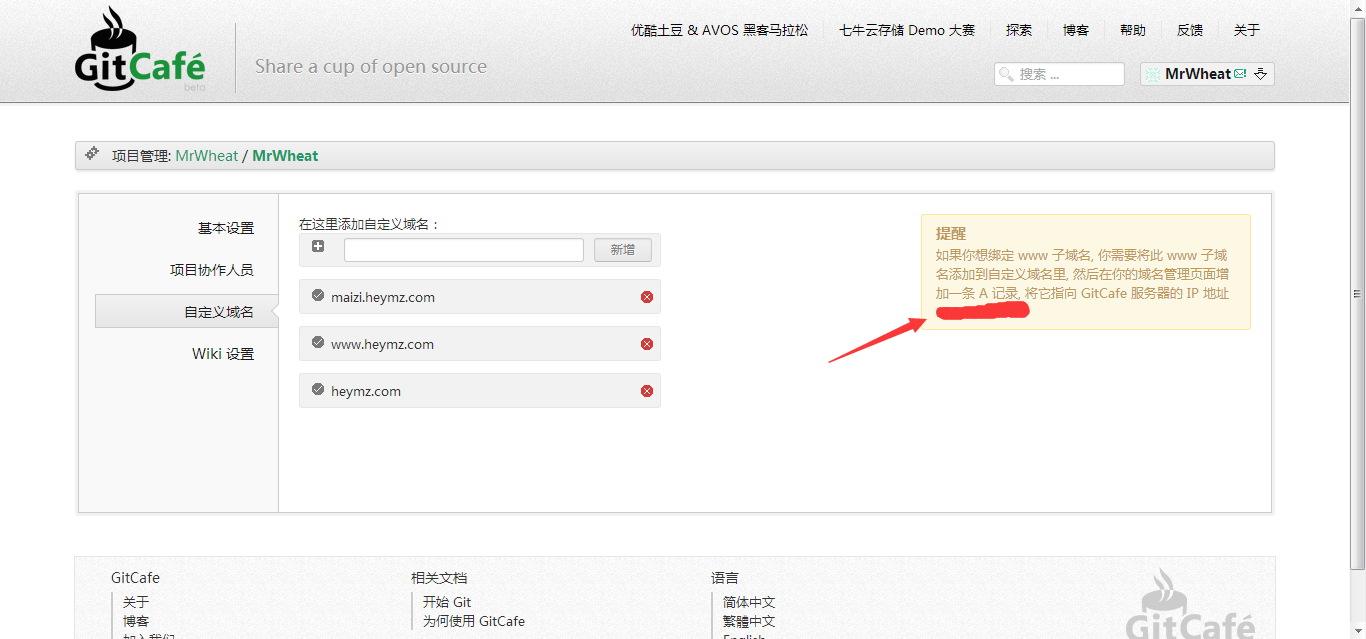 GitCafé
beta
Share a cup of open source
优酷土豆 & AVOS 黑客马拉松
七牛云存储 Demo 大赛
探索
博客
帮助
反馈
关于
搜索 ...
MrWheat
项目管理: MrWheat / MrWheat
基本设置
项目协作人员
自定义域名
Wiki 设置
在这里添加自定义域名：
新增
maizi.heymz.com
www.heymz.com
heymz.com
提醒
如果你想绑定 www 子域名, 你需要将此 www 子域
名添加到自定义域名里, 然后在你的域名管理页面增
加一条 A 记录, 将它指向 GitCafe 服务器的 IP 地址
GitCafe
关于
博客
加入我们
相关文档
开始 Git
为何使用 GitCafe
语言
简体中文
繁體中文
English
GitCafé